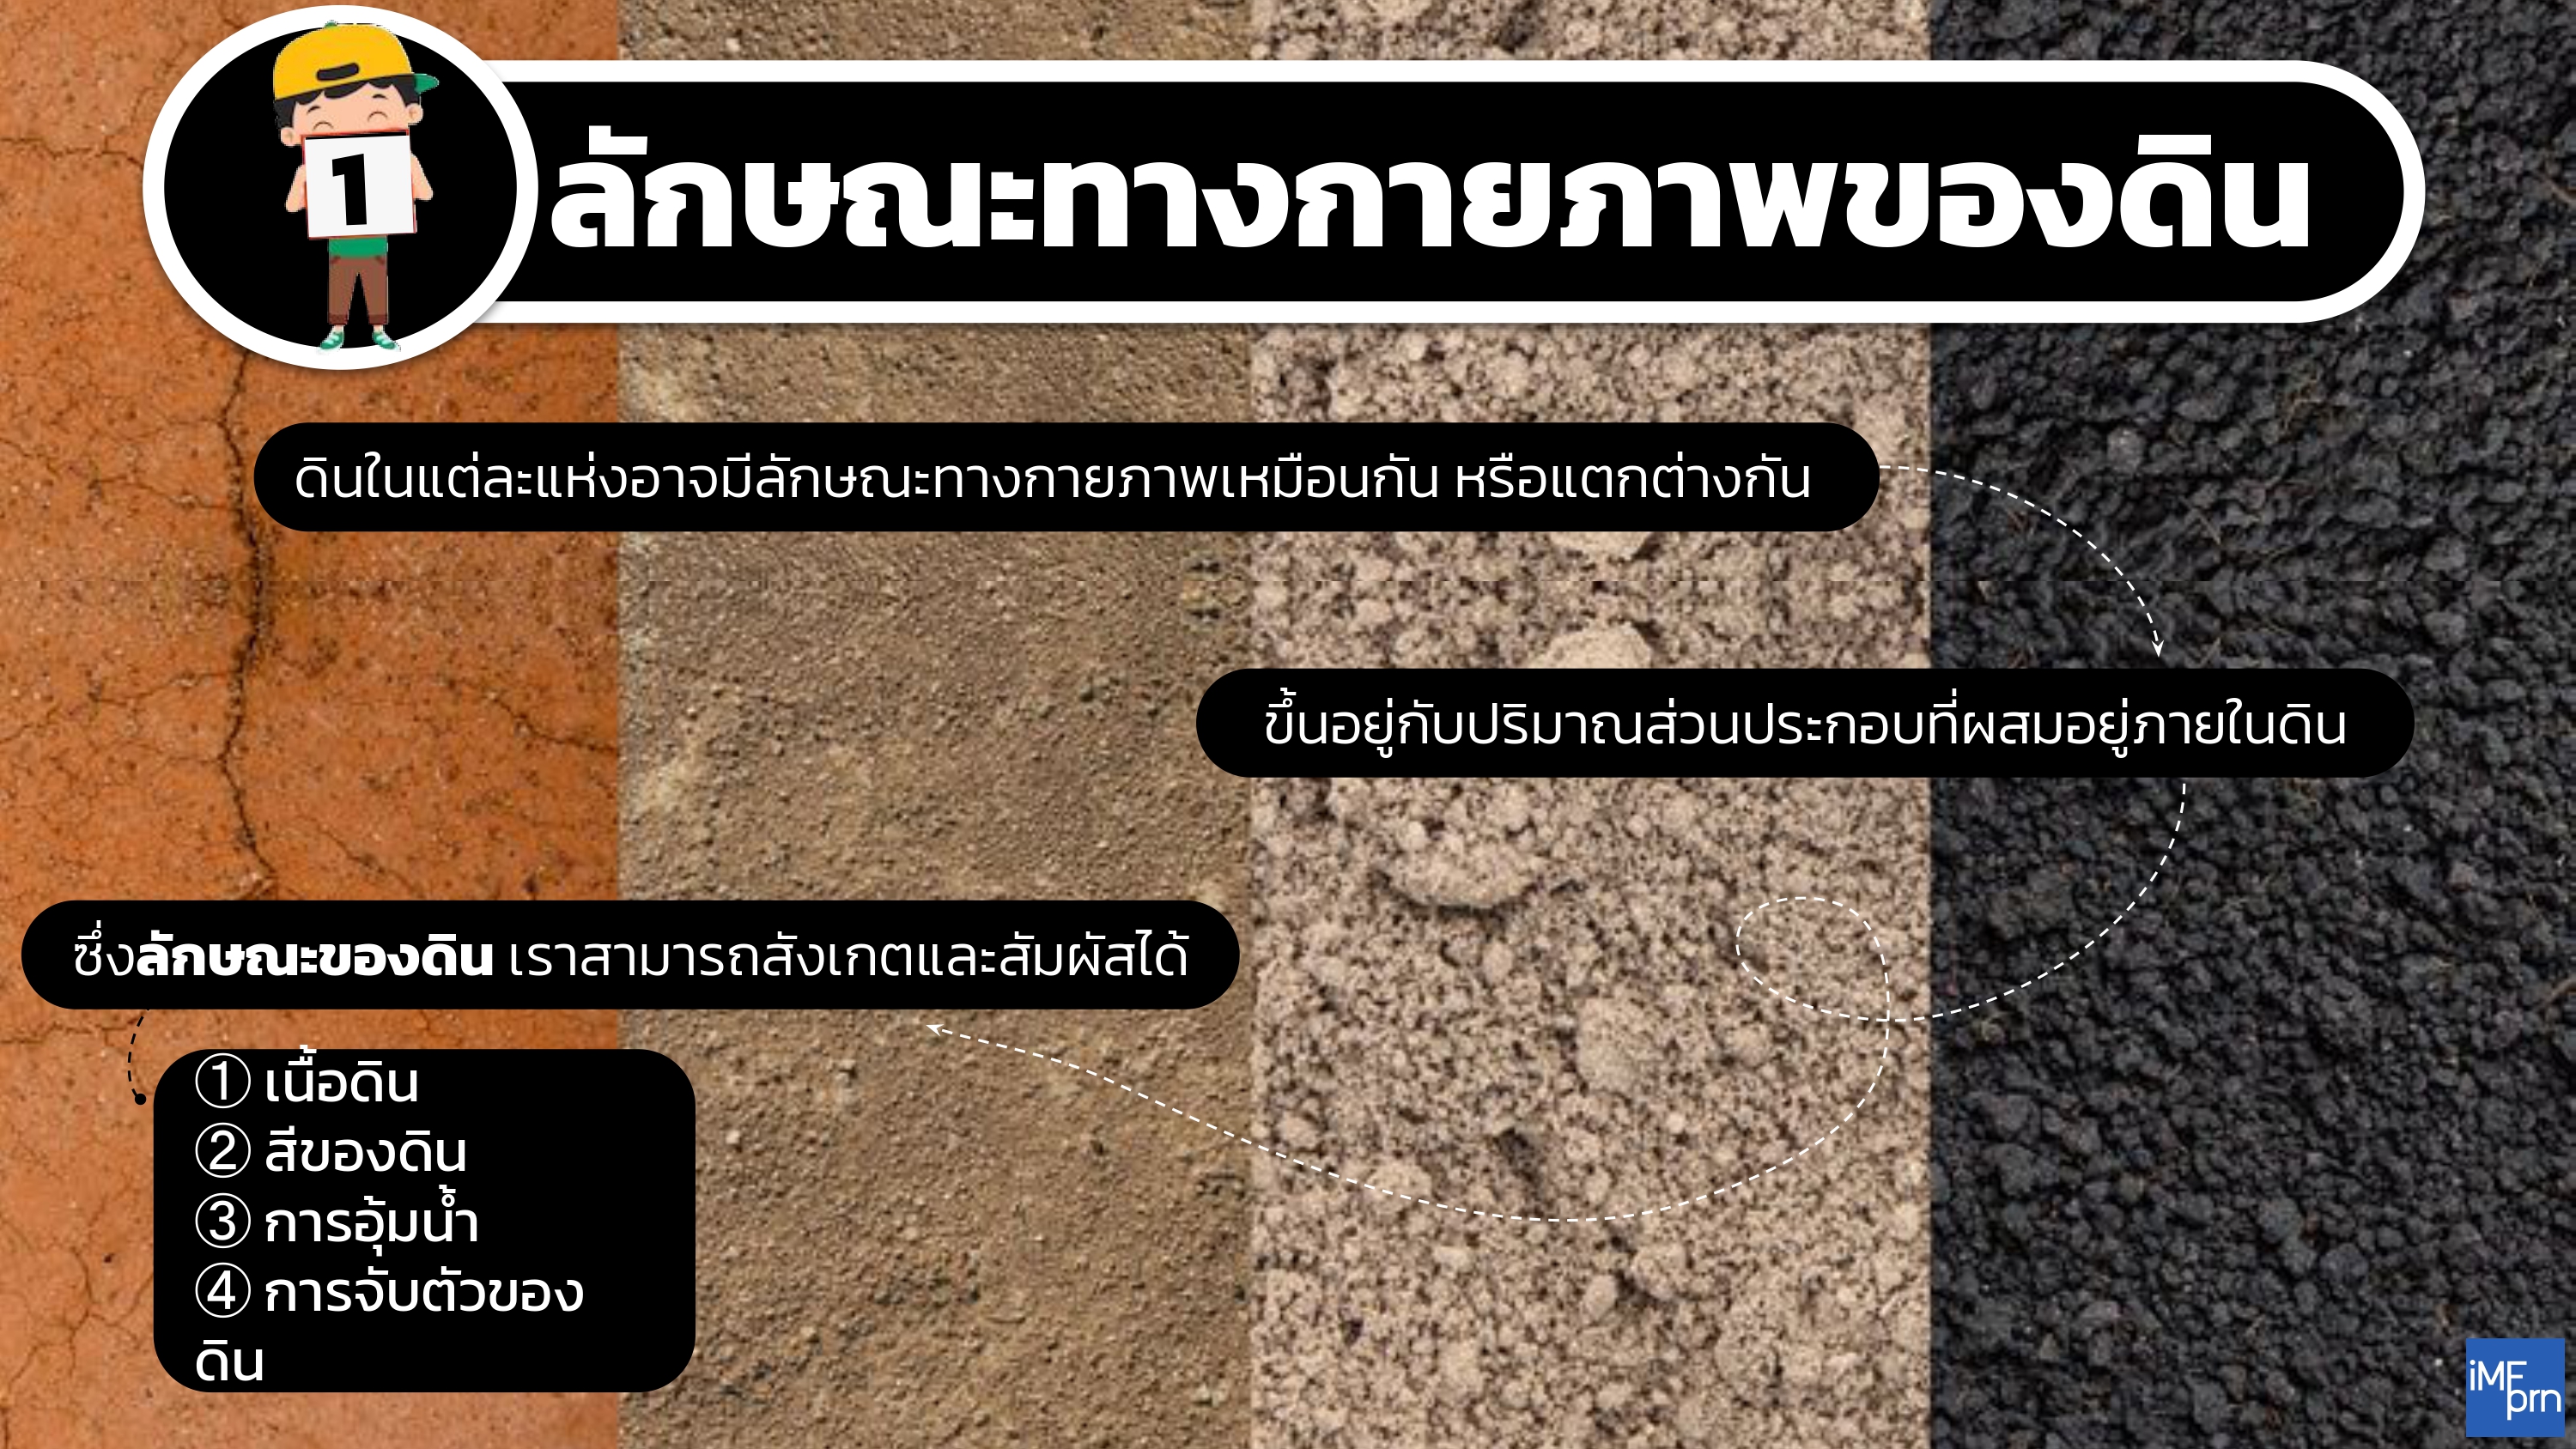 1
ลักษณะทางกายภาพของดิน
ดินในแต่ละแห่งอาจมีลักษณะทางกายภาพเหมือนกัน หรือแตกต่างกัน
ขึ้นอยู่กับปริมาณส่วนประกอบที่ผสมอยู่ภายในดิน
ซึ่งลักษณะของดิน เราสามารถสังเกตและสัมผัสได้
① เนื้อดิน
② สีของดิน
③ การอุ้มน้ำ
④ การจับตัวของ
ดิน
iMF
prn